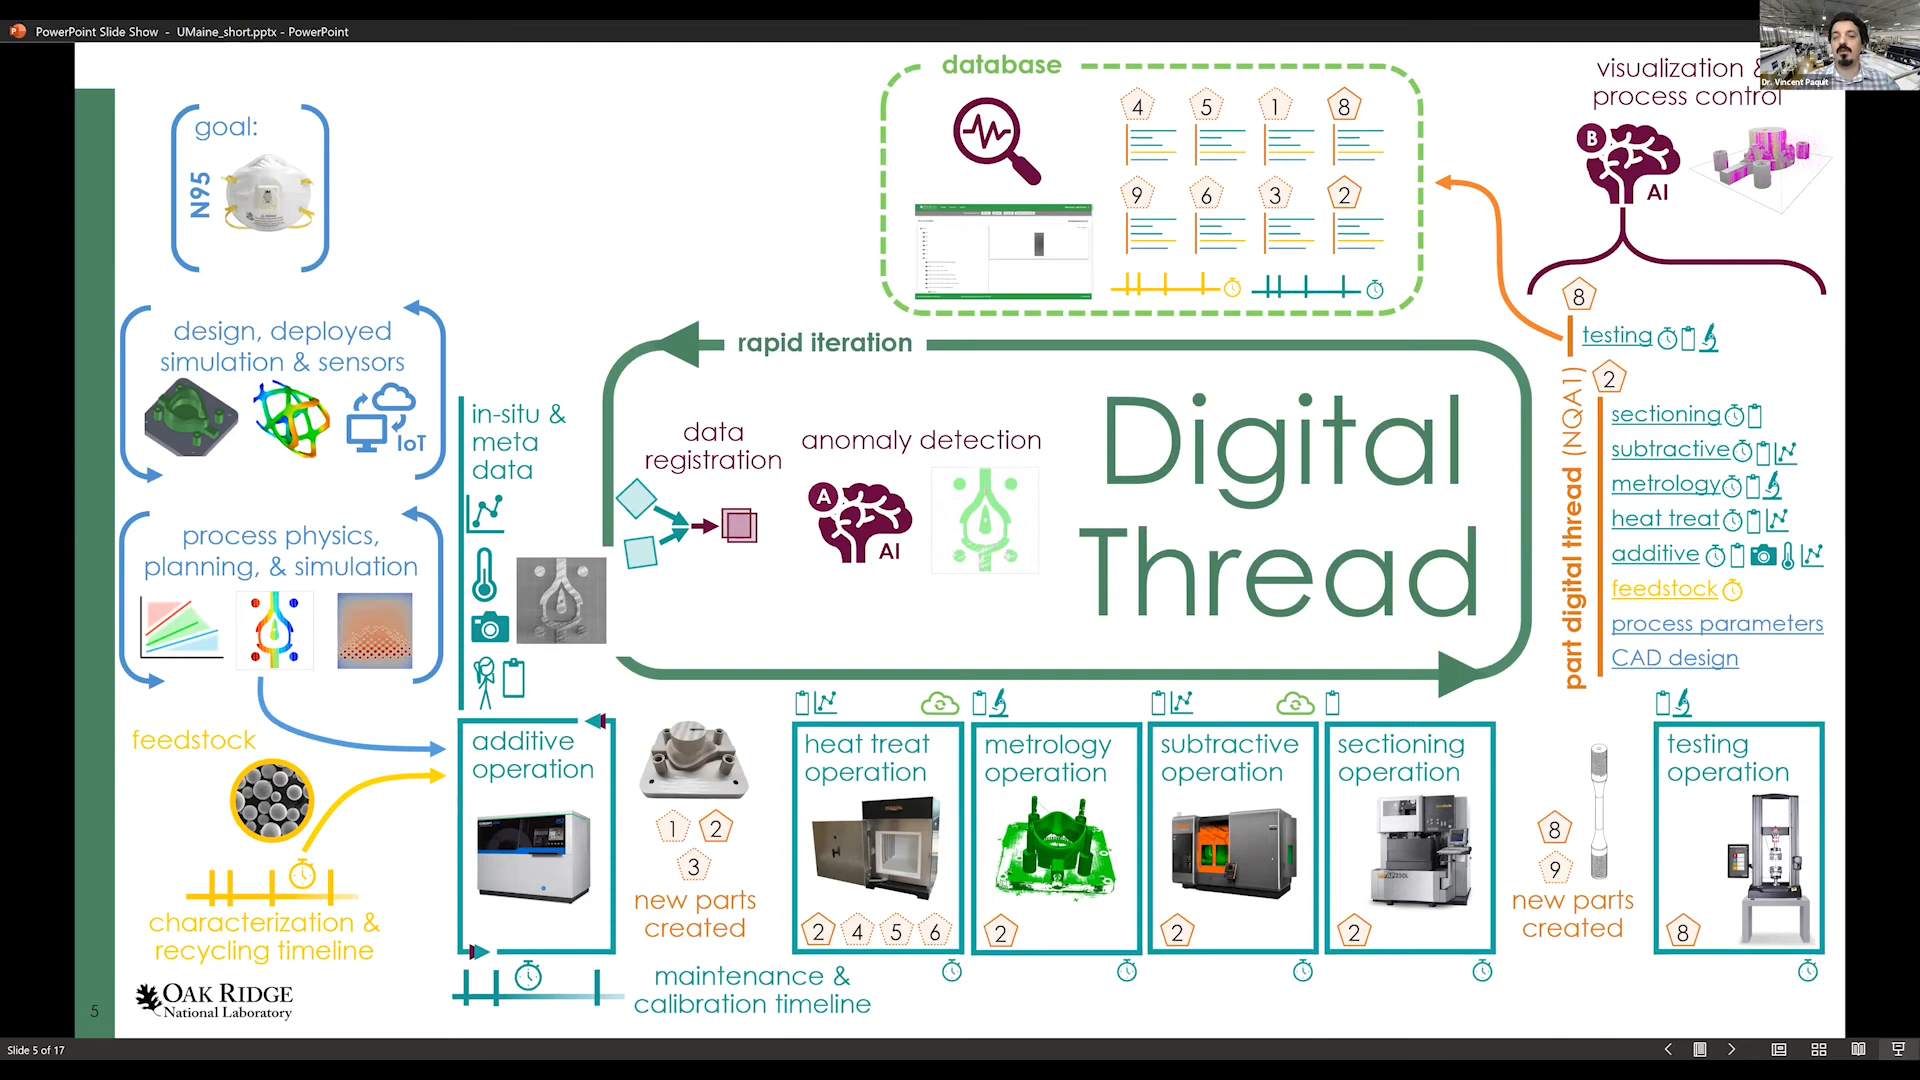 PowerPoint Slide Show - UMaine_short.pptx - PowerPoint
Dr. Vincent Paquit
goal:
N95
database
4 5 1 8
9 6 3 2
visualization &
process control
B
AI
design, deployed
simulation & sensors
IoT
process physics,
planning, & simulation
feedstock
characterization &
recycling timeline
in-situ &
meta
data
rapid iteration
data
registration
anomaly detection
A
AI
Digital
Thread
8
testing
2
part digital thread (NQA1)
sectioning
subtractive
metrology
heat treat
additive
feedstock
process parameters
CAD design
additive
operation
1 2
3
new parts
created
heat treat
operation
2 4 5 6
metrology
operation
2
subtractive
operation
2
sectioning
operation
2
8
9
new parts
created
testing
operation
8
maintenance &
calibration timeline
OAK RIDGE
National Laboratory
5
Slide 5 of 17